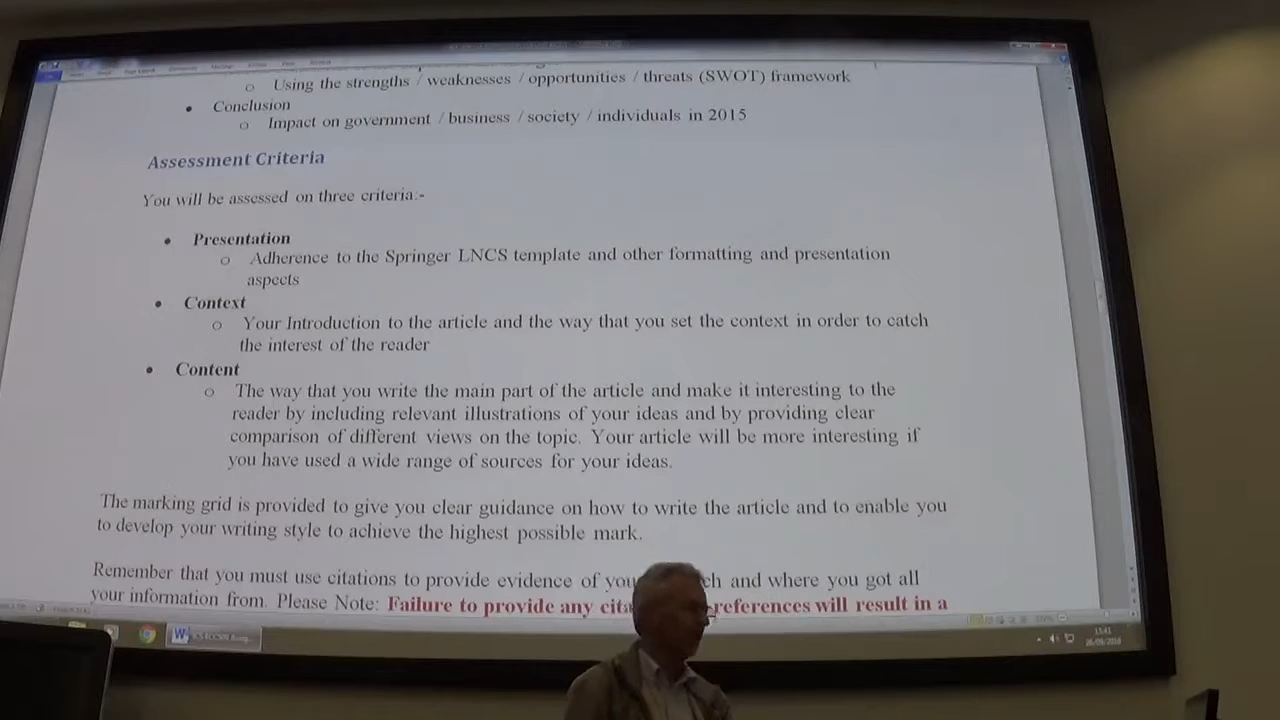 o Using the strengths / weaknesses / opportunities / threats (SWOT) framework
• Conclusion
o Impact on government / business / society / individuals in 2015
Assessment Criteria
You will be assessed on three criteria:-
• Presentation
o Adherence to the Springer LNCS template and other formatting and presentation
aspects
• Context
o Your Introduction to the article and the way that you set the context in order to catch
the interest of the reader
• Content
o The way that you write the main part of the article and make it interesting to the
reader by including relevant illustrations of your ideas and by providing clear
comparison of different views on the topic. Your article will be more interesting if
you have used a wide range of sources for your ideas.
The marking grid is provided to give you clear guidance on how to write the article and to enable you
to develop your writing style to achieve the highest possible mark.
Remember that you must use citations to provide evidence of you ch and where you got all
your information from. Please Note: Failure to provide any cita references will result in a
15:41
26/09/2016